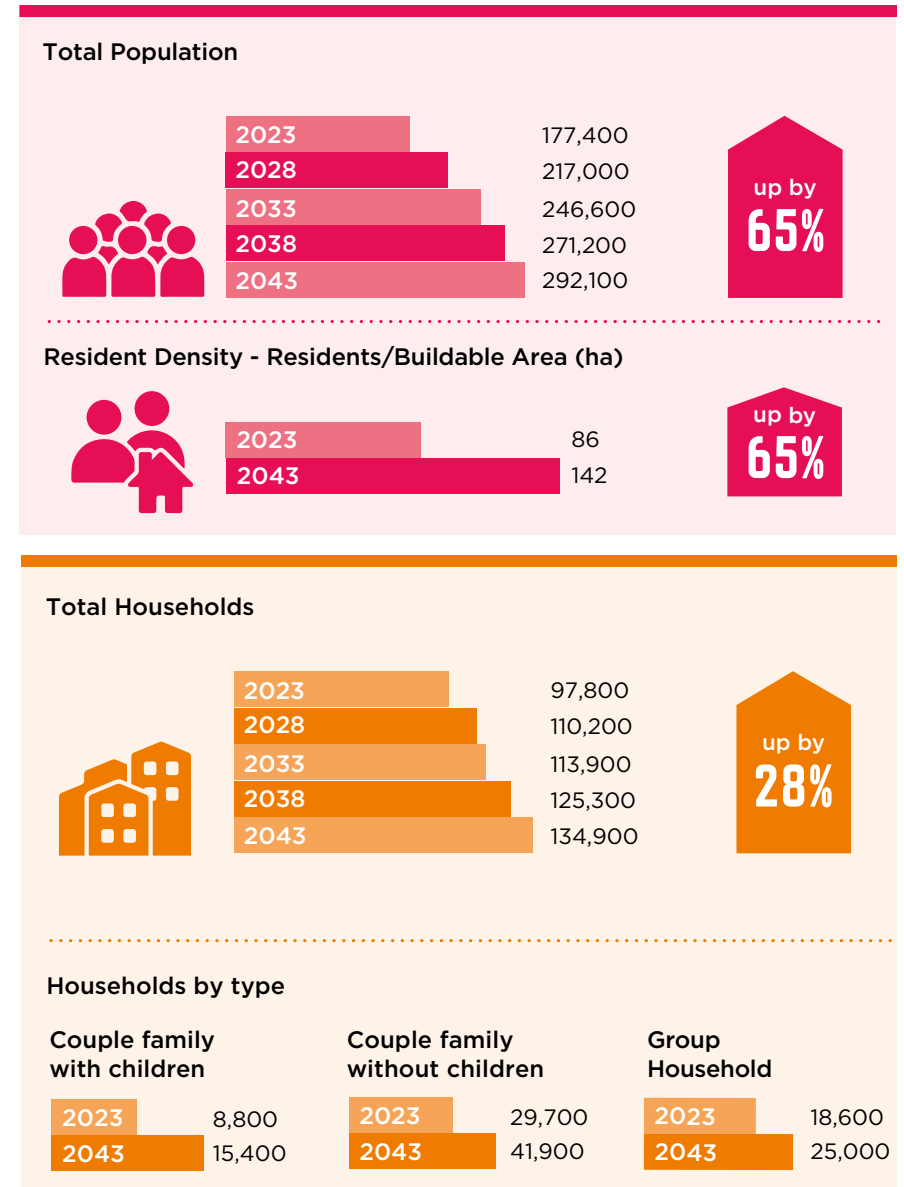 Total Population
2023 177,400
2028 217,000
2033 246,600
2038 271,200
2043 292,100
up by
65%
Resident Density - Residents/Buildable Area (ha)
2023 86
2043 142
up by
65%
Total Households
2023 97,800
2028 110,200
2033 113,900
2038 125,300
2043 134,900
up by
28%
Households by type
Couple family
with children
2023 8,800
2043 15,400
Couple family
without children
2023 29,700
2043 41,900
Group
Household
2023 18,600
2043 25,000